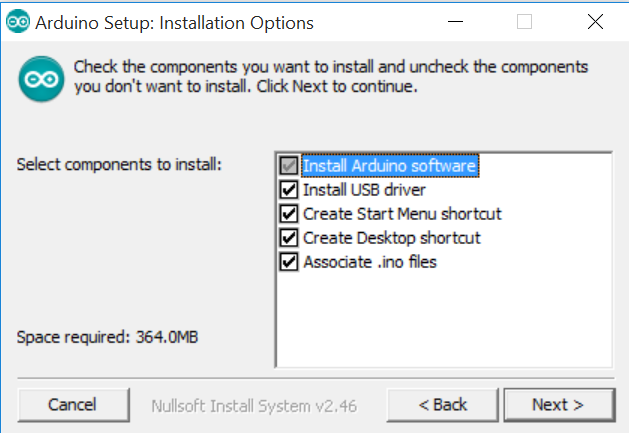 Arduino Setup: Installation Options
Check the components you want to install and uncheck the components
you don't want to install. Click Next to continue.
Select components to install:
Install Arduino software
Install USB driver
Create Start Menu shortcut
Create Desktop shortcut
Associate .ino files
Space required: 364.0MB
Cancel
Nullsoft Install System v2.46
< Back
Next >